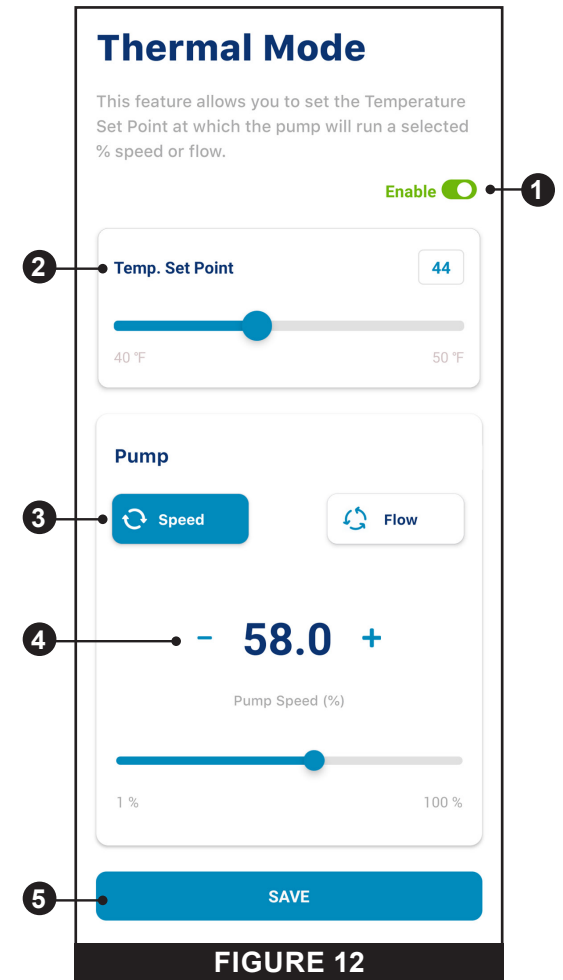 Thermal Mode
This feature allows you to set the Temperature
Set Point at which the pump will run a selected
% speed or flow.
Enable 1
2 Temp. Set Point 44
40 °F 50 °F
Pump
3 Speed Flow
4 - 58.0 +
Pump Speed (%)
1 % 100 %
5 SAVE
FIGURE 12